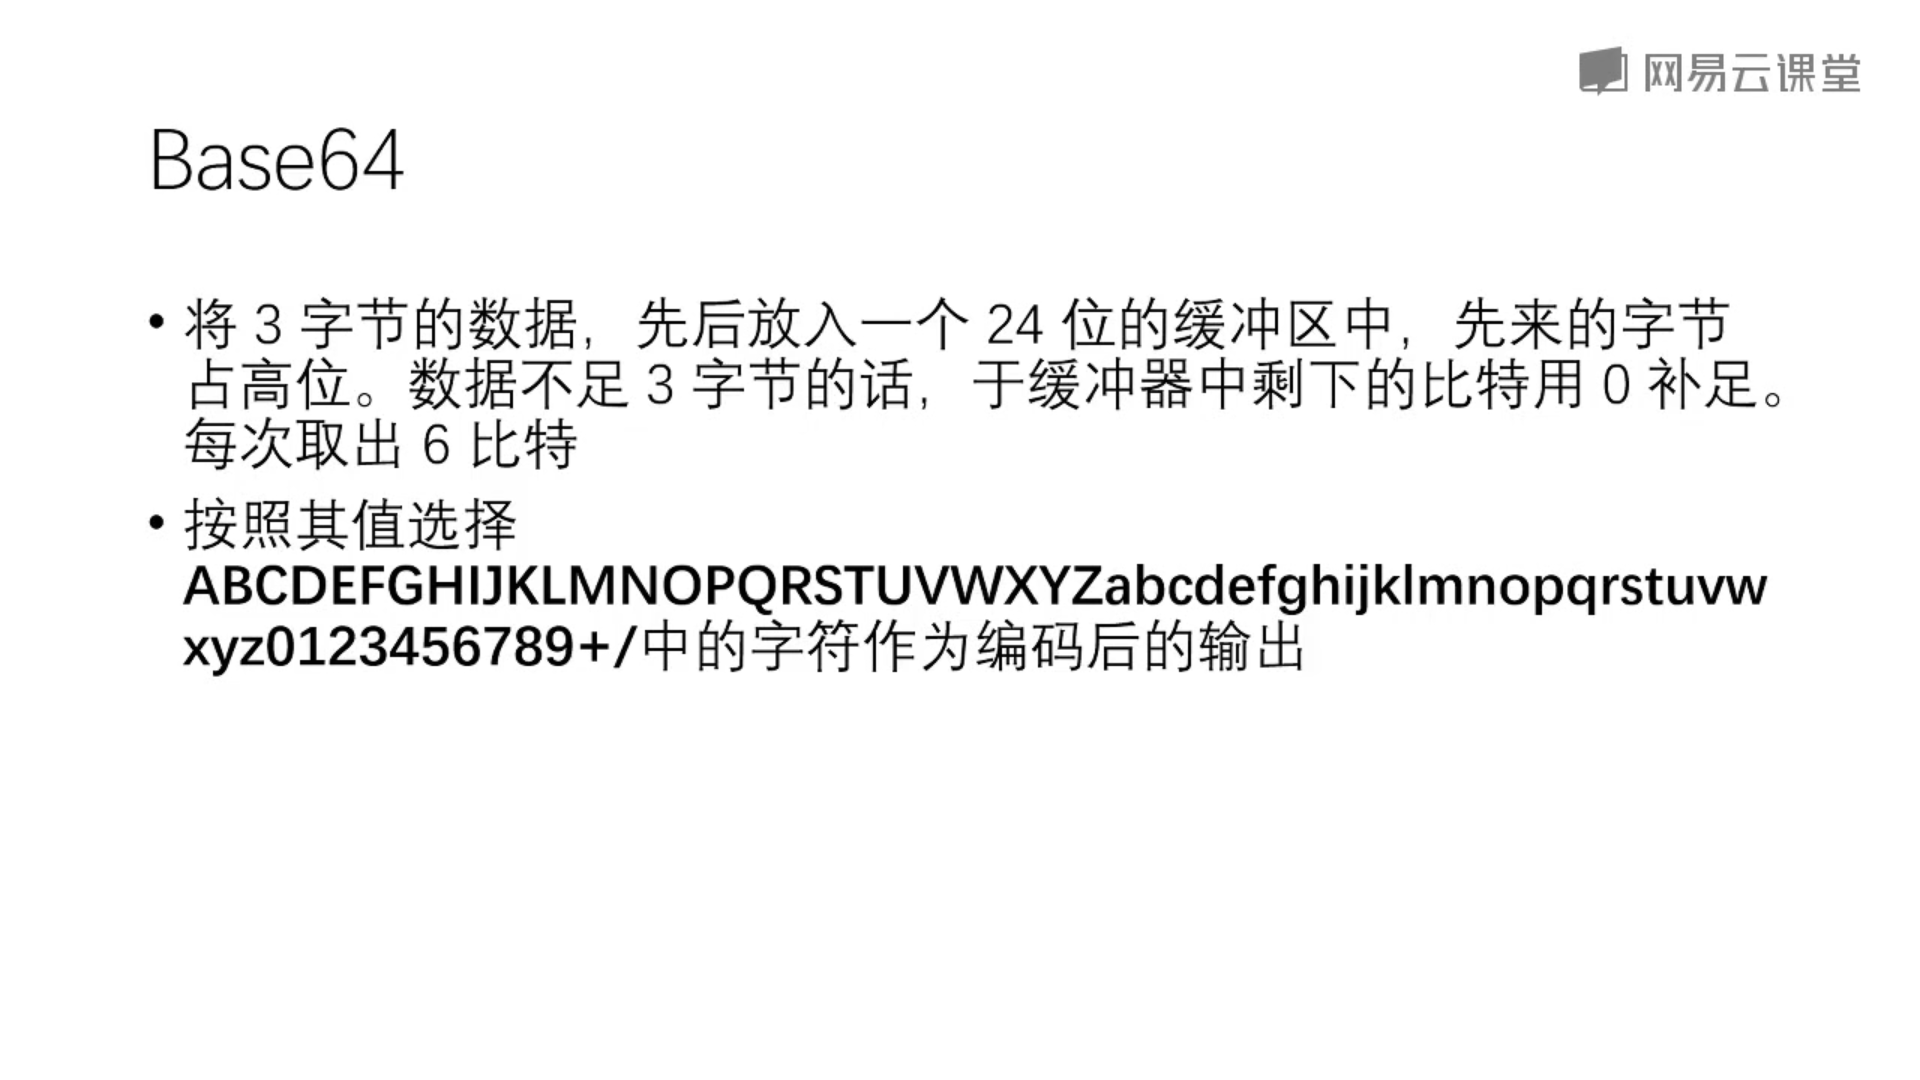 网易云课堂
Base64
• 将 3 字节的数据，先后放入一个 24 位的缓冲区中，先来的字节
占高位。数据不足 3 字节的话，于缓冲器中剩下的比特用 0 补足。
每次取出 6 比特
• 按照其值选择
ABCDEFGHIJKLMNOPQRSTUVWXYZabcdefghijklmnopqrstuvw
xyz0123456789+/中的字符作为编码后的输出